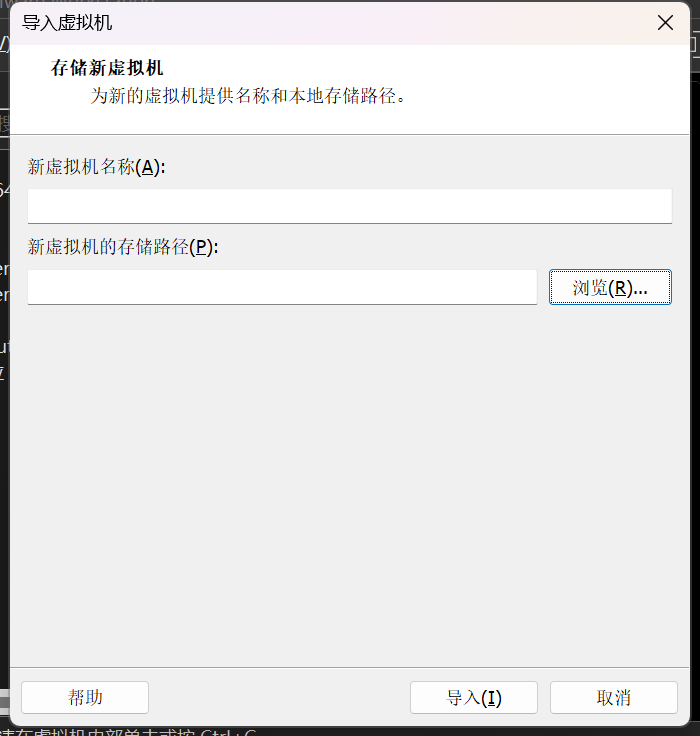 导入虚拟机
存储新虚拟机
为新的虚拟机提供名称和本地存储路径。
新虚拟机名称(A):
新虚拟机的存储路径(P):
浏览(R)...
帮助
导入(I)
取消